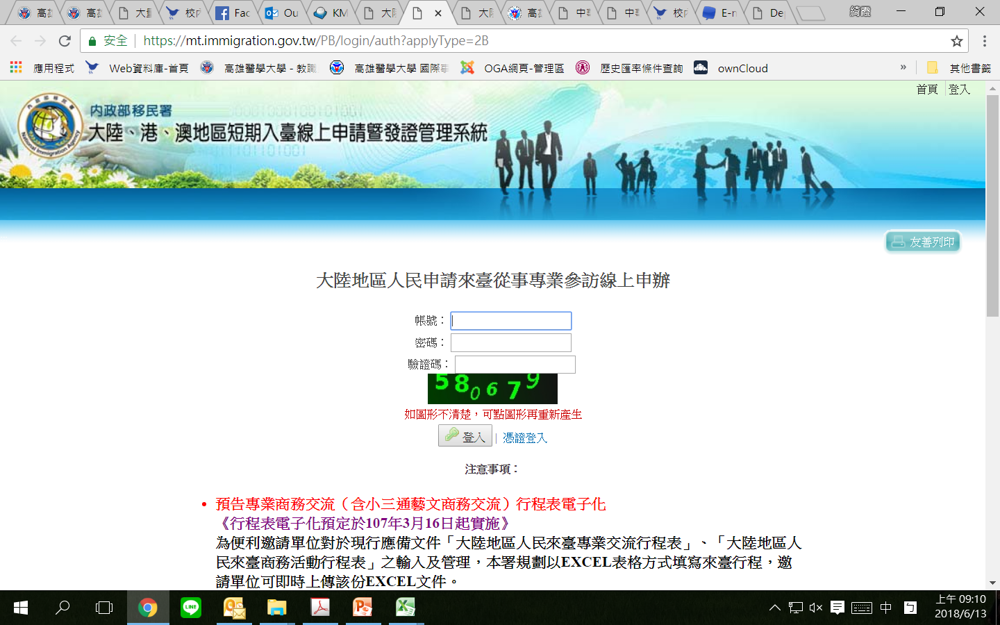 高雄
高雄
大量
校內
Fac
Ou
KM
大陸
大陸
高雄
中華
中華
校內
E-n
De
綺霞
安全
https://mt.immigration.gov.tw/PB/login/auth?applyType=2B
應用程式
Web資料庫-首頁
高雄醫學大學 - 教職
高雄醫學大學 國際事
OGA網頁-管理區
歷史匯率條件查詢
ownCloud
»
其他書籤
首頁 登入
內政部移民署
大陸、港、澳地區短期入臺線上申請暨發證管理系統
友善列印
大陸地區人民申請來臺從事專業參訪線上申辦
帳號：
密碼：
驗證碼：
580679
如圖形不清楚，可點圖形再重新產生
登入 | 憑證登入
注意事項：
• 預告專業商務交流（含小三通藝文商務交流）行程表電子化
《行程表電子化預定於107年3月16日起實施》
為便利邀請單位對於現行應備文件「大陸地區人民來臺專業交流行程表」、「大陸地區人
民來臺商務活動行程表」之輸入及管理，本署規劃以EXCEL表格方式填寫來臺行程，邀
請單位可即時上傳該份EXCEL文件。
中
ㄅ
上午 09:10
2018/6/13